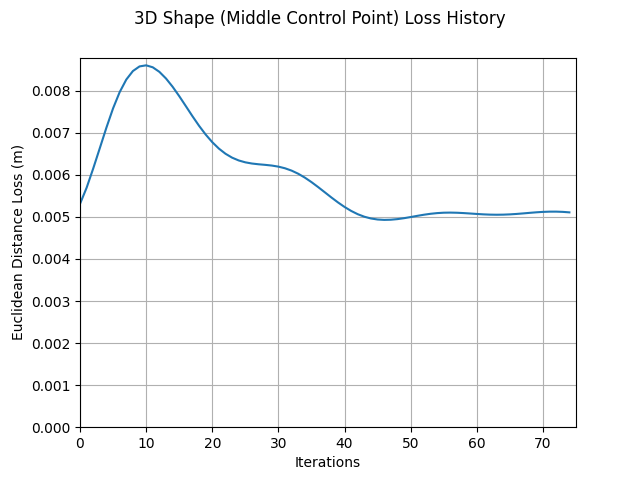 3D Shape (Middle Control Point) Loss History
Euclidean Distance Loss (m)
0.008
0.007
0.006
0.005
0.004
0.003
0.002
0.001
0.000
0 10 20 30 40 50 60 70
Iterations